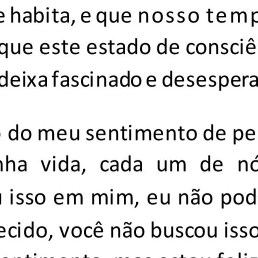 e habita, e que nosso temp
que este estado de consciê
deixa fascinado e desespera
do meu sentimento de pe
nha vida, cada um de nó
u isso em mim, eu não pod
ecido, você não buscou isso